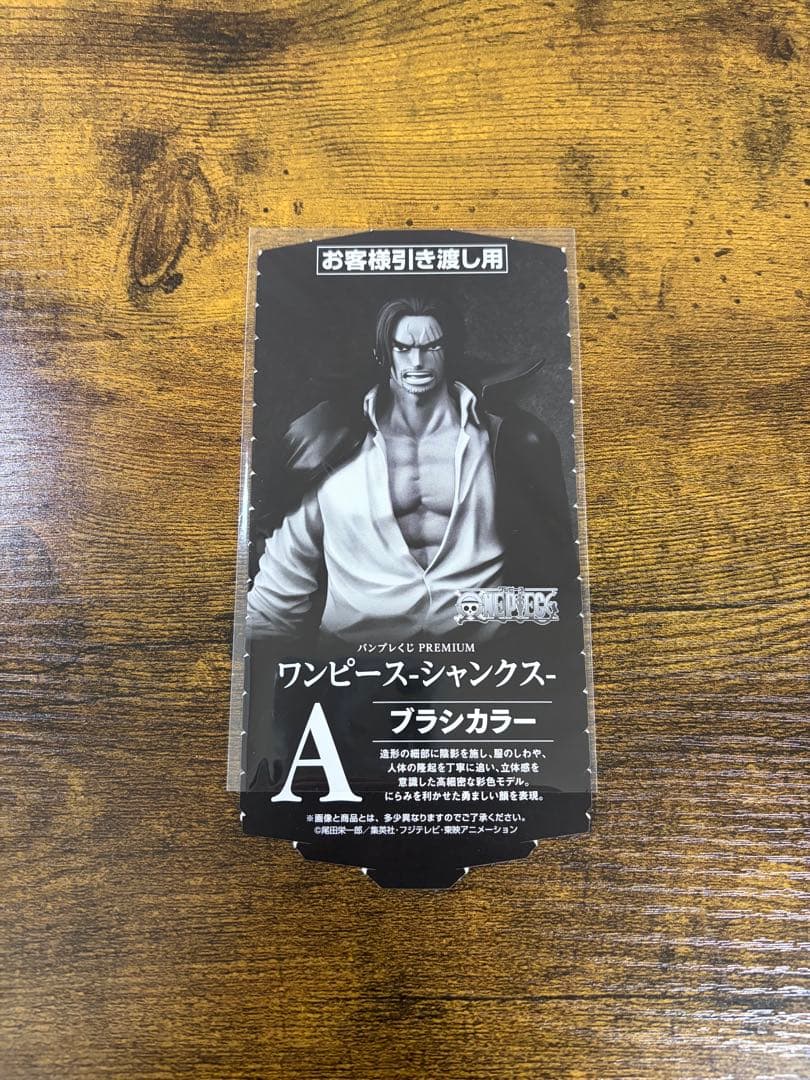 お客様引き渡し用
ONE PIECE
バンプレくじ PREMIUM
ワンピース-シャンクス-
A
ブラシカラー
造形の細部に陰影を施し、服のしわや、
人体の隆起を丁寧に追い、立体感を
意識した高細密な彩色モデル。
にらみを利かせた勇ましい顔を表現。
※画像と商品とは、多少異なりますのでご了承ください。
©尾田栄一郎／集英社・フジテレビ・東映アニメーション